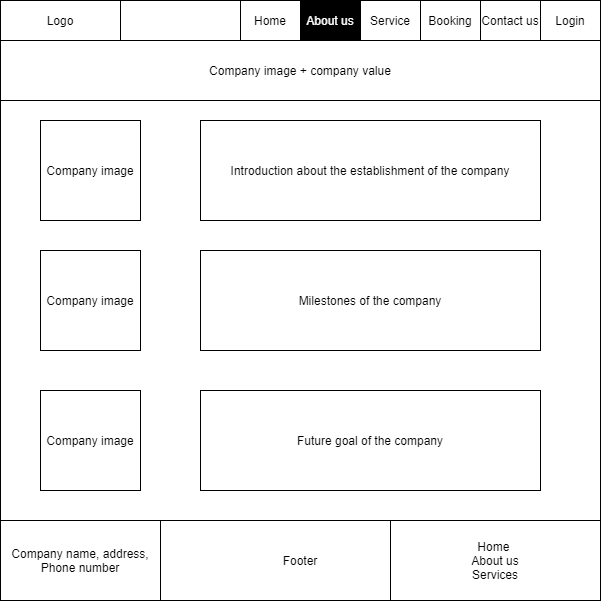 Logo
Home
About us
Service
Booking
Contact us
Login
Company image + company value
Company image
Introduction about the establishment of the company
Company image
Milestones of the company
Company image
Future goal of the company
Company name, address,
Phone number
Footer
Home
About us
Services